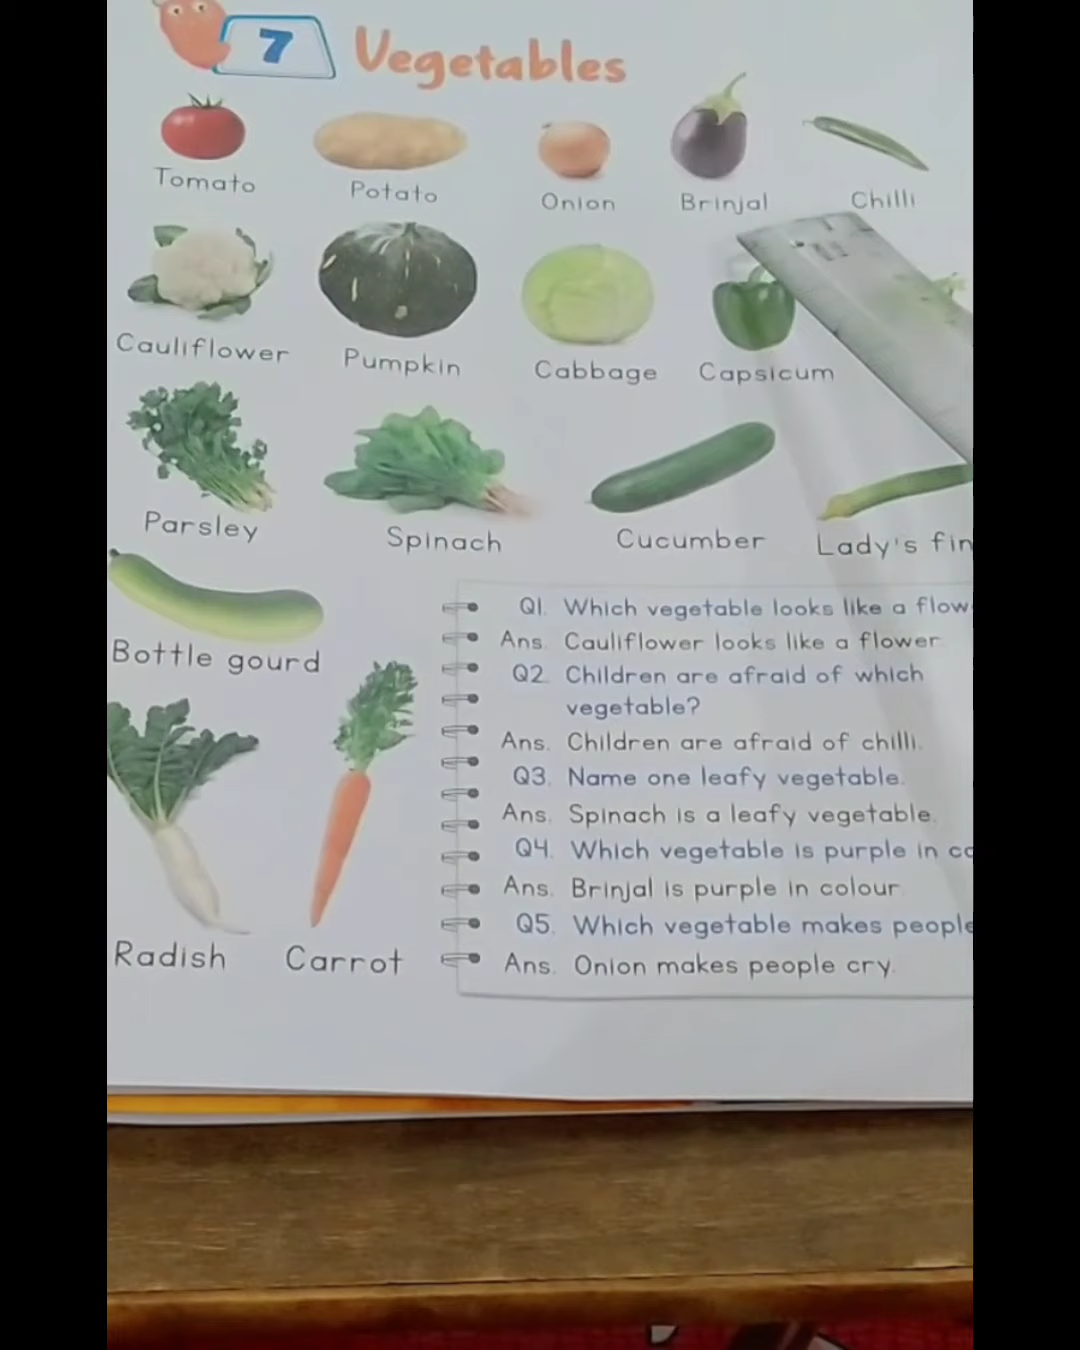 7 Vegetables
Tomato Potato Onion Brinjal Chilli
Cauliflower Pumpkin Cabbage Capsicum
Parsley Spinach Cucumber Lady's fin
Bottle gourd
Radish Carrot
Q1. Which vegetable looks like a flow
Ans. Cauliflower looks like a flower.
Q2. Children are afraid of which
vegetable?
Ans. Children are afraid of chilli.
Q3. Name one leafy vegetable.
Ans. Spinach is a leafy vegetable.
Q4. Which vegetable is purple in co
Ans. Brinjal is purple in colour.
Q5. Which vegetable makes people
Ans. Onion makes people cry.